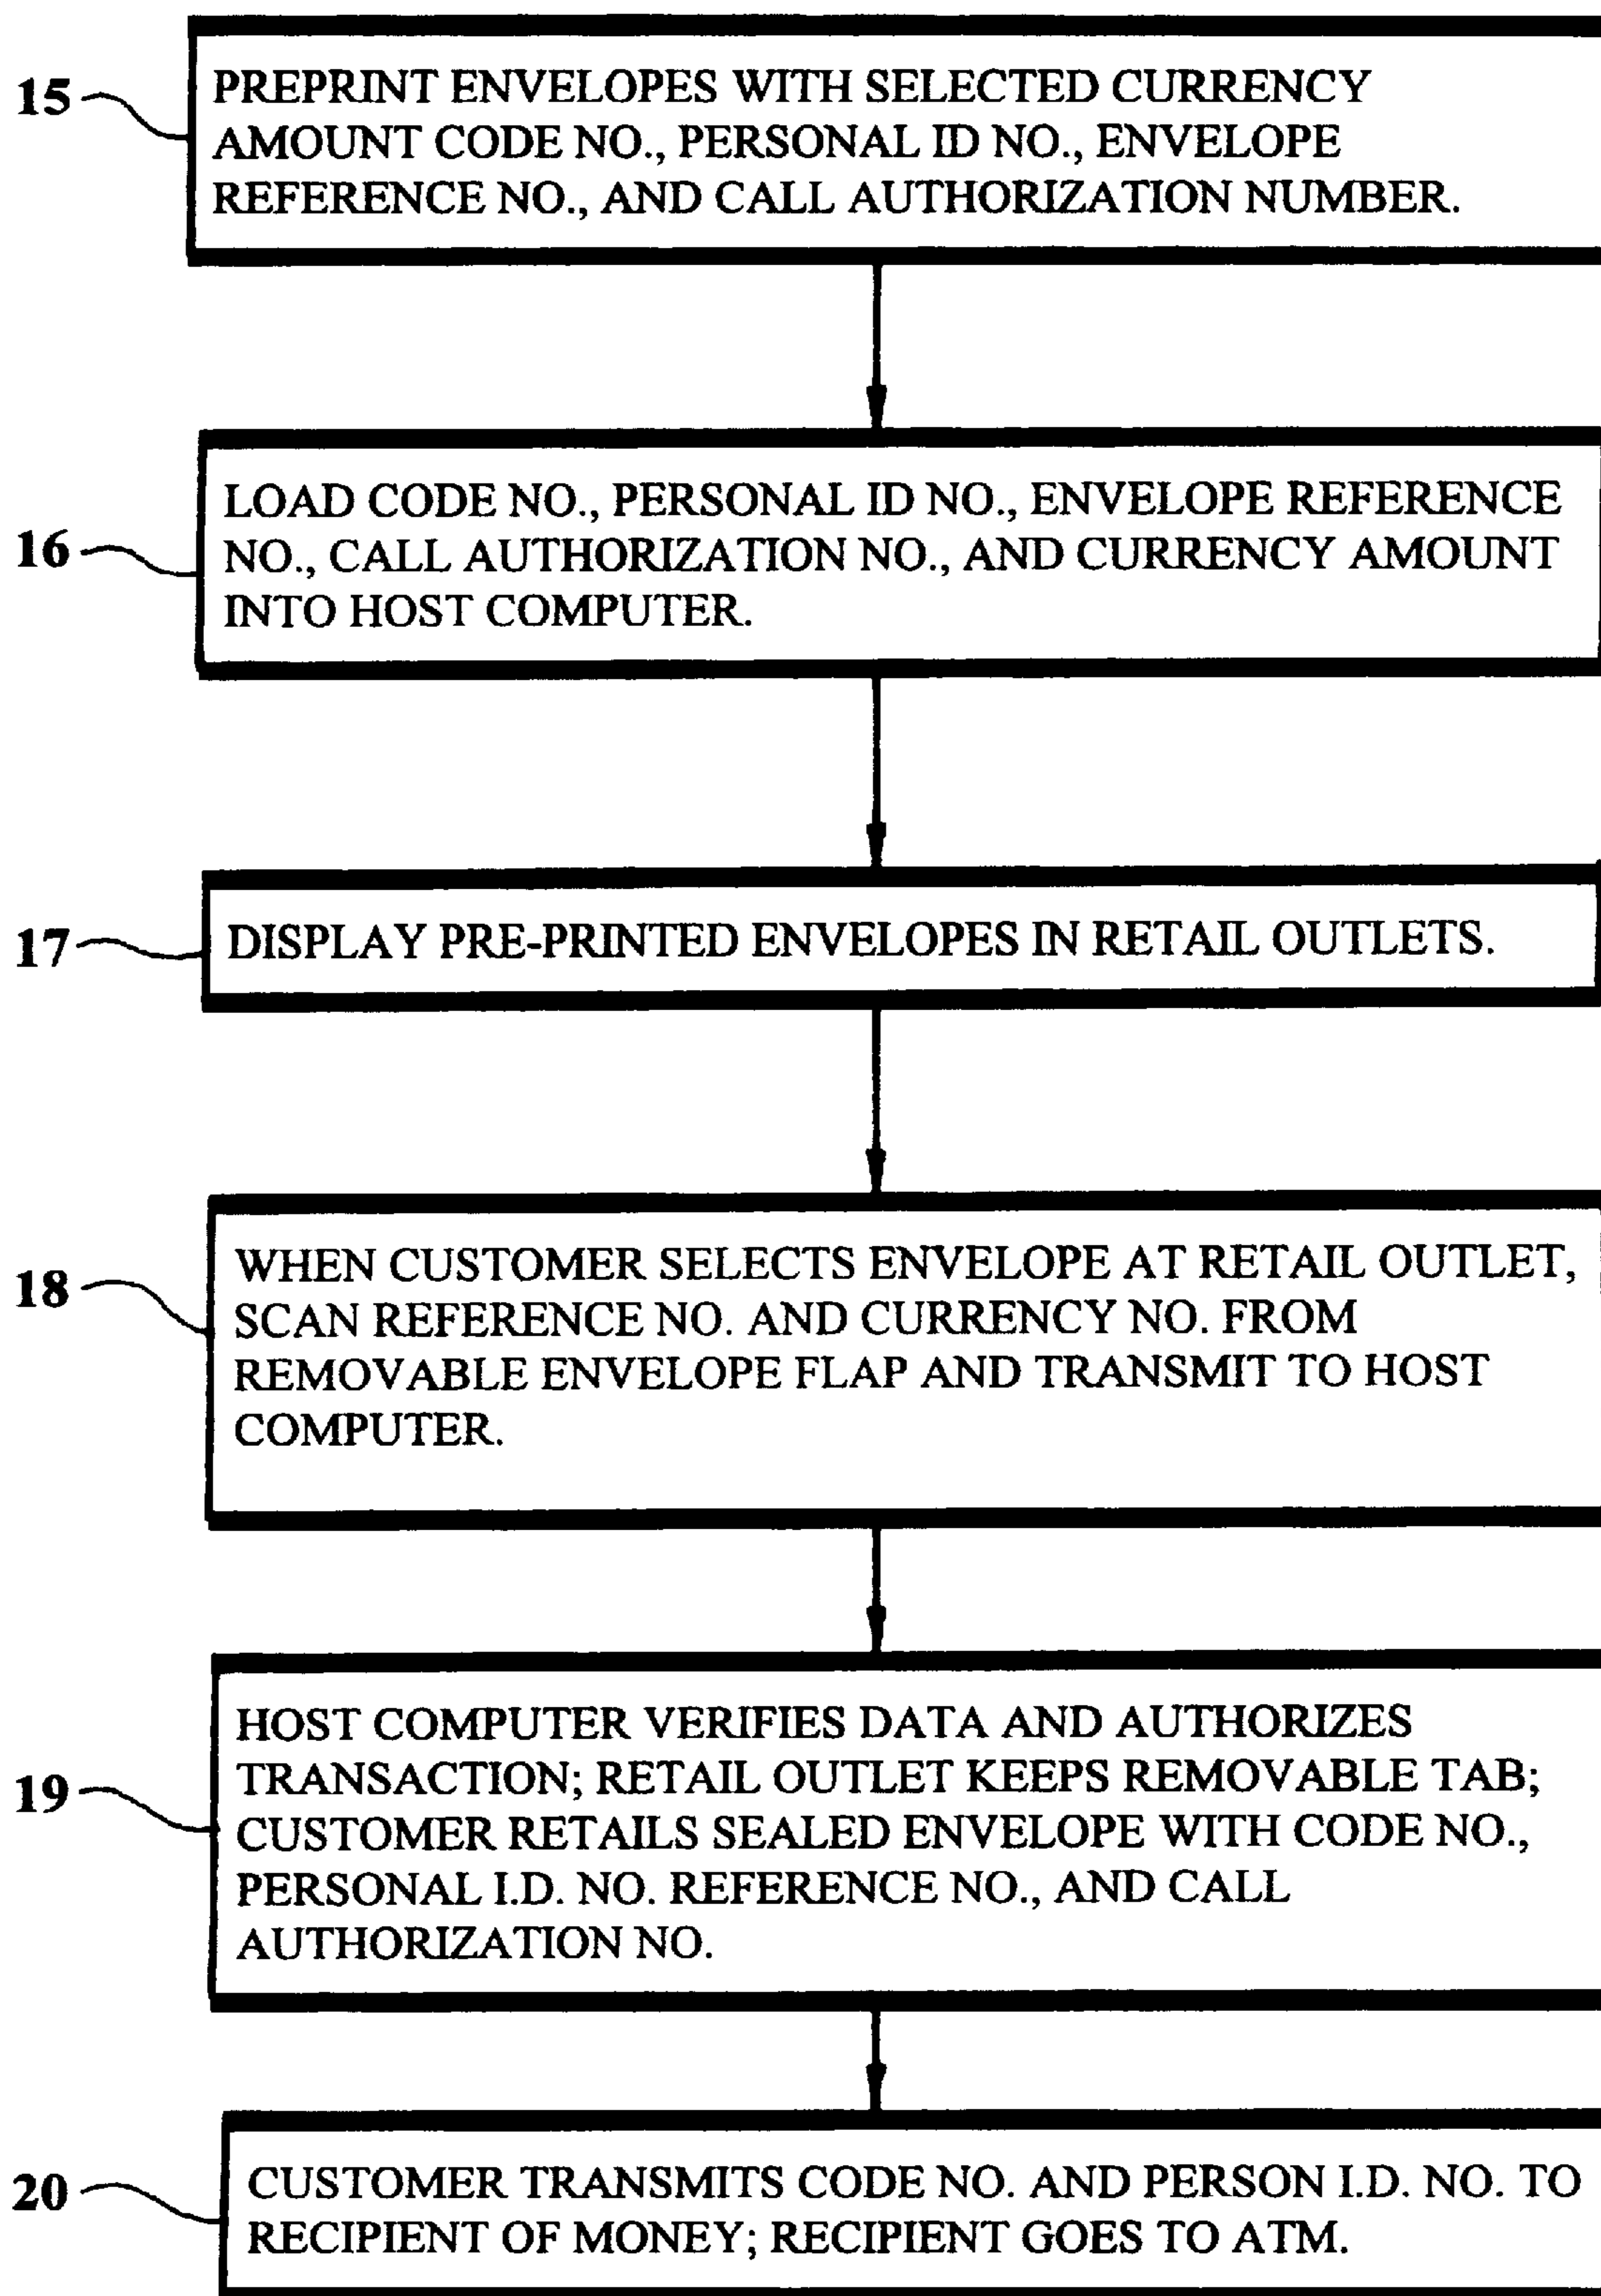 15
PREPRINT ENVELOPES WITH SELECTED CURRENCY
AMOUNT CODE NO., PERSONAL ID NO., ENVELOPE
REFERENCE NO., AND CALL AUTHORIZATION NUMBER.
16
LOAD CODE NO., PERSONAL ID NO., ENVELOPE REFERENCE
NO., CALL AUTHORIZATION NO., AND CURRENCY AMOUNT
INTO HOST COMPUTER.
17
DISPLAY PRE-PRINTED ENVELOPES IN RETAIL OUTLETS.
18
WHEN CUSTOMER SELECTS ENVELOPE AT RETAIL OUTLET,
SCAN REFERENCE NO. AND CURRENCY NO. FROM
REMOVABLE ENVELOPE FLAP AND TRANSMIT TO HOST
COMPUTER.
19
HOST COMPUTER VERIFIES DATA AND AUTHORIZES
TRANSACTION; RETAIL OUTLET KEEPS REMOVABLE TAB;
CUSTOMER RETAILS SEALED ENVELOPE WITH CODE NO.,
PERSONAL I.D. NO. REFERENCE NO., AND CALL
AUTHORIZATION NO.
20
CUSTOMER TRANSMITS CODE NO. AND PERSON I.D. NO. TO
RECIPIENT OF MONEY; RECIPIENT GOES TO ATM.